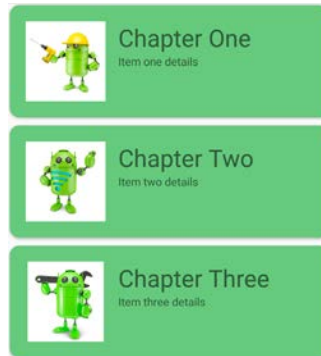 Chapter One
Item one details
Chapter Two
Item two details
Chapter Three
Item three details